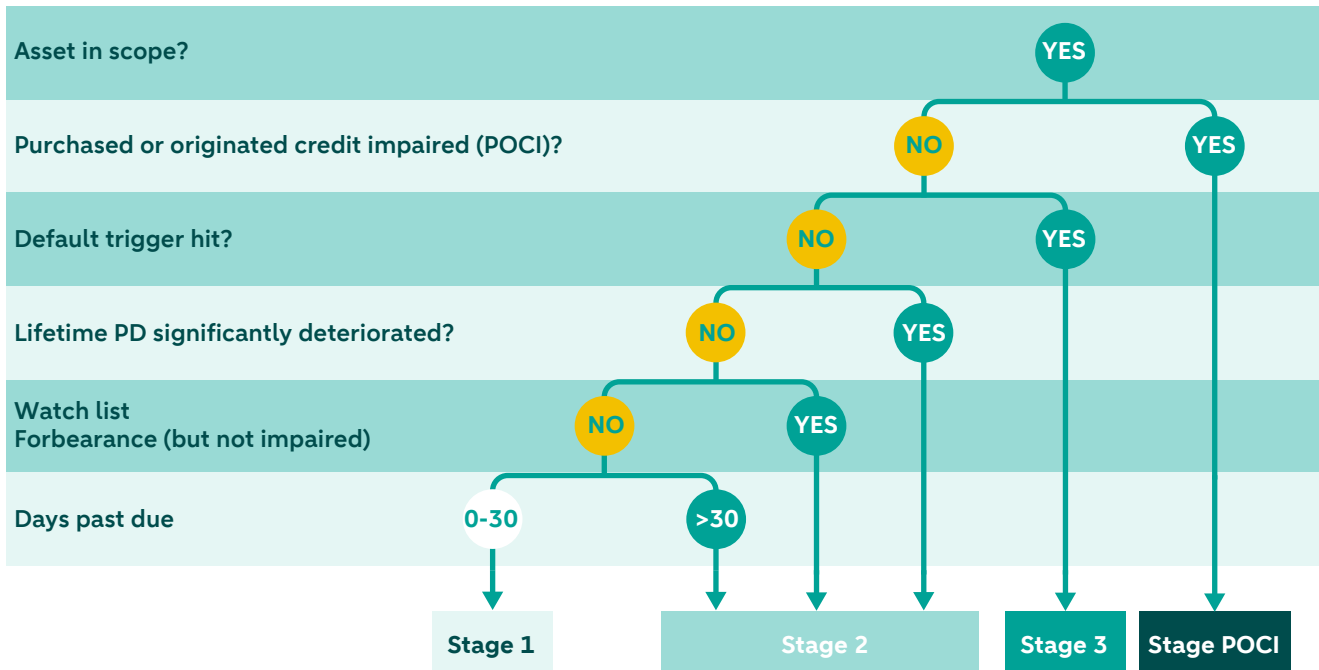 Asset in scope?
YES
Purchased or originated credit impaired (POCI)?
NO
YES
Default trigger hit?
NO
YES
Lifetime PD significantly deteriorated?
NO
YES
Watch list
Forbearance (but not impaired)
NO
YES
Days past due
0-30
>30
Stage 1
Stage 2
Stage 3
Stage POCI